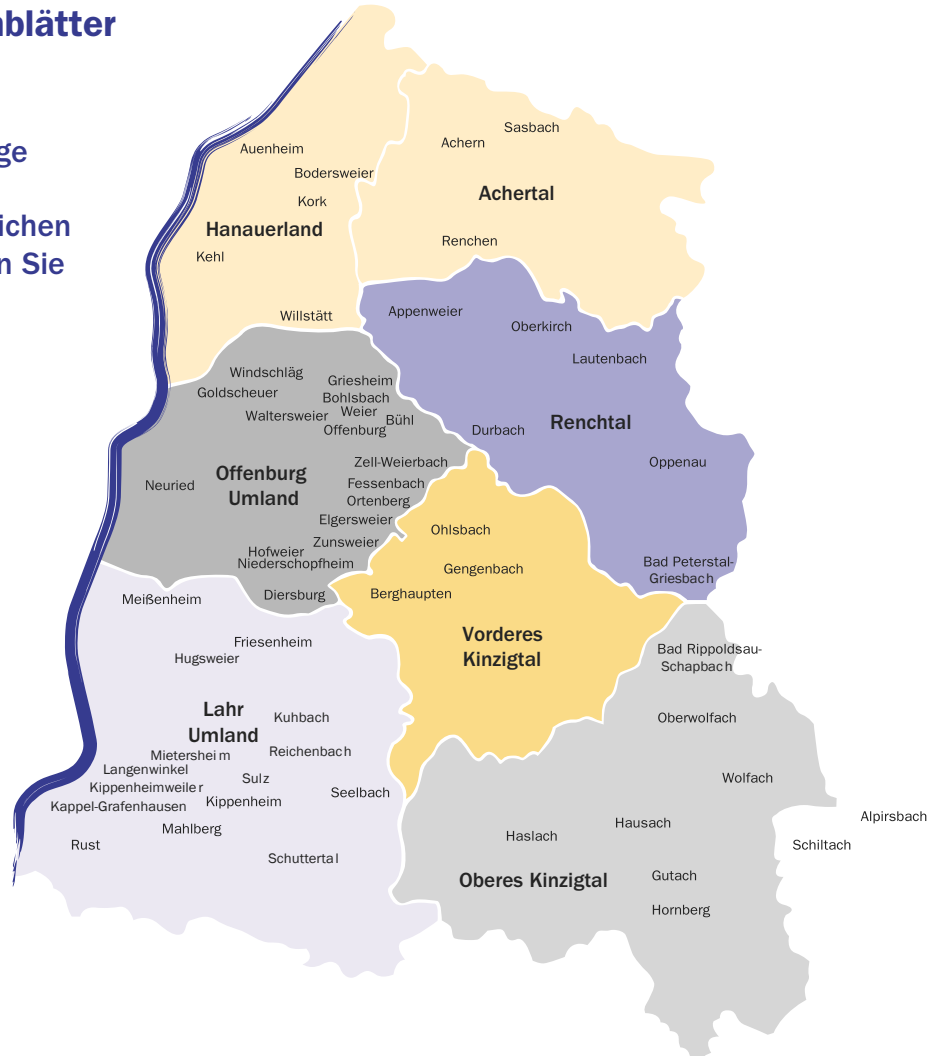 blätter
ge
ichen
n Sie
Auenheim
Bodersweier
Kork
Hanauerland
Kehl
Willstätt
Sasbach
Achern
Achertal
Renchen
Appenweier
Oberkirch
Lautenbach
Renchtal
Durbach
Oppenau
Bad Peterstal-
Griesbach
Windschläg
Griesheim
Goldscheuer
Bohlsbach
Waltersweier
Weier
Bühl
Offenburg
Zell-Weierbach
Offenburg
Umland
Neuried
Fessenbach
Ortenberg
Elgersweier
Zunsweier
Hofweier
Niederschopfheim
Diersburg
Ohlsbach
Gengenbach
Berghaupten
Vorderes
Kinzigtal
Meißenheim
Friesenheim
Hugsweier
Lahr
Umland
Kuhbach
Reichenbach
Mietersheim
Langenwinkel
Sulz
Kippenheimweiler
Seelbach
Kappel-Grafenhausen
Kippenheim
Mahlberg
Rust
Schuttertal
Bad Rippoldsau-
Schapbach
Oberwolfach
Wolfach
Alpirsbach
Hausach
Haslach
Schiltach
Gutach
Oberes Kinzigtal
Hornberg